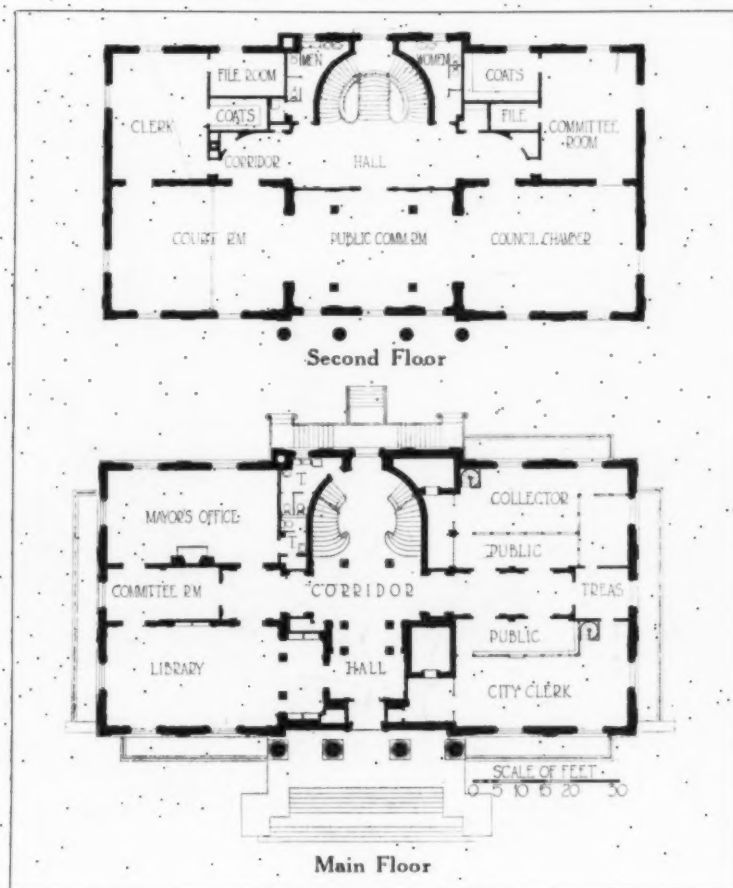 MEN
WOMEN
FILE ROOM
COATS
COATS
FILE
CLERK
COMMITTEE
ROOM
CORRIDOR
HALL
COURT RM
PUBLIC COMM. RM
COUNCIL CHAMBER
Second Floor
MAYOR'S OFFICE
COLLECTOR
PUBLIC
COMMITTEE RM
CORRIDOR
TREAS
PUBLIC
LIBRARY
HALL
CITY CLERK
SCALE OF FEET
0 5 10 15 20 30
Main Floor